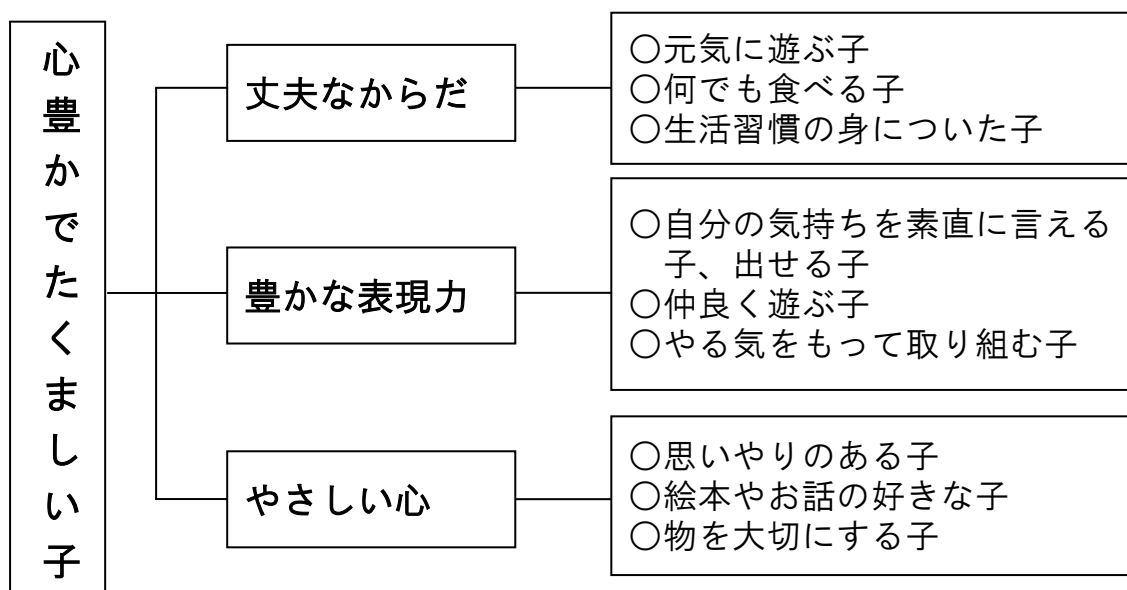 心豊かでたくましい子
丈夫なからだ
○元気に遊ぶ子
○何でも食べる子
○生活習慣の身についた子
豊かな表現力
○自分の気持ちを素直に言える
子、出せる子
○仲良く遊ぶ子
○やる気をもって取り組む子
やさしい心
○思いやりのある子
○絵本やお話の好きな子
○物を大切にする子